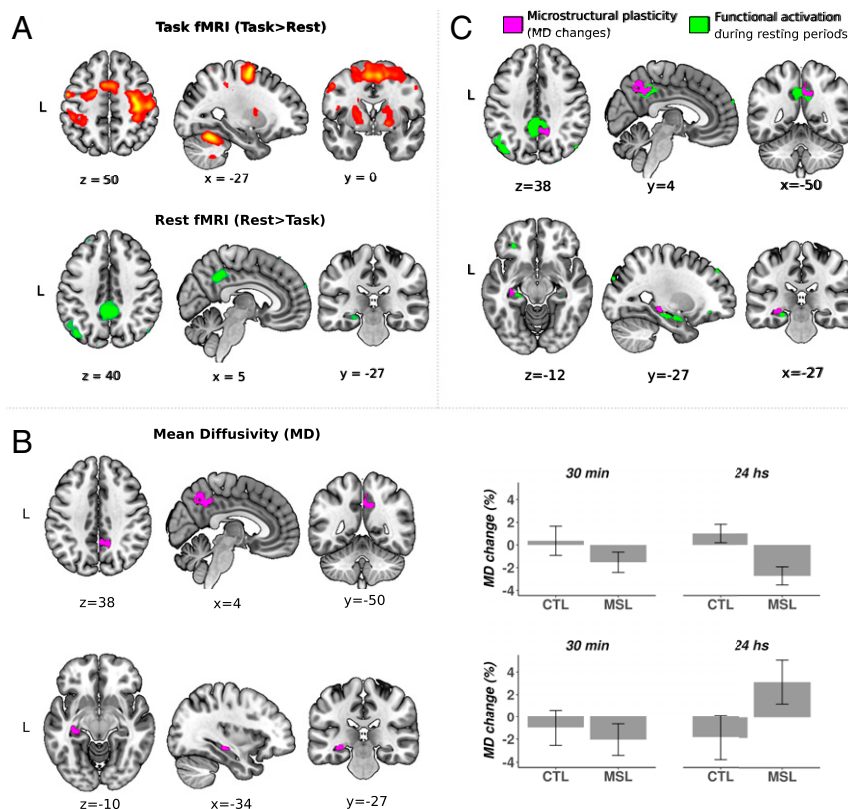 A
Task fMRI (Task>Rest)
L
z = 50
x = -27
y = 0
Rest fMRI (Rest>Task)
L
z = 40
x = 5
y = -27
C
Microstructural plasticity
(MD changes)
Functional activation
during resting periods
L
z=38
y=4
x=-50
L
z=-12
y=-27
x=-27
B
Mean Diffusivity (MD)
L
z=38
x=4
y=-50
L
z=-10
x=-34
y=-27
30 min
24 hs
MD change (%)
4
2
0
-2
-4
CTL
MSL
CTL
MSL
30 min
24 hs
MD change (%)
4
2
0
-2
-4
CTL
MSL
CTL
MSL